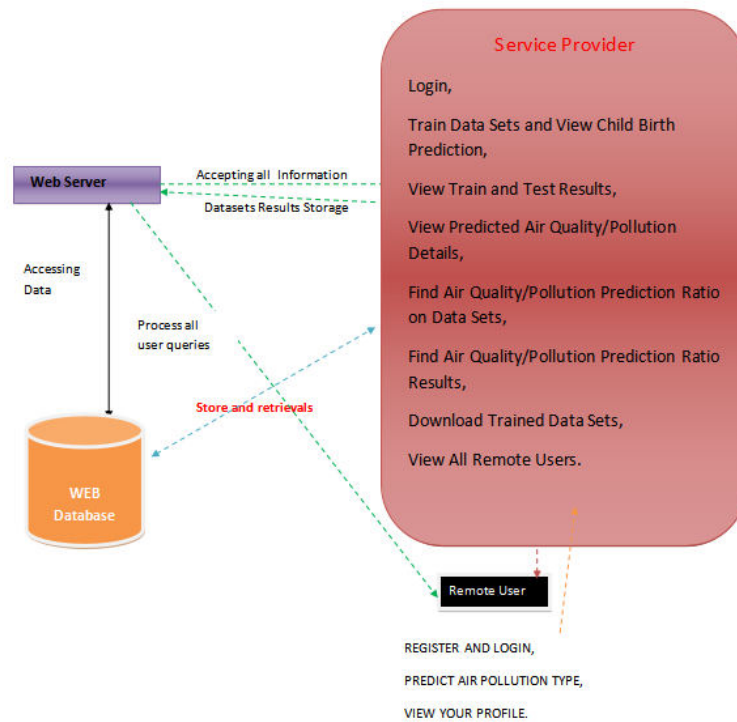 Service Provider
Login,
Train Data Sets and View Child Birth
Prediction,
View Train and Test Results,
View Predicted Air Quality/Pollution
Details,
Find Air Quality/Pollution Prediction Ratio
on Data Sets,
Find Air Quality/Pollution Prediction Ratio
Results,
Download Trained Data Sets,
View All Remote Users.
Web Server
Accepting all Information
Datasets Results Storage
Accessing
Data
Process all
user queries
Store and retrievals
WEB
Database
Remote User
REGISTER AND LOGIN,
PREDICT AIR POLLUTION TYPE,
VIEW YOUR PROFILE.